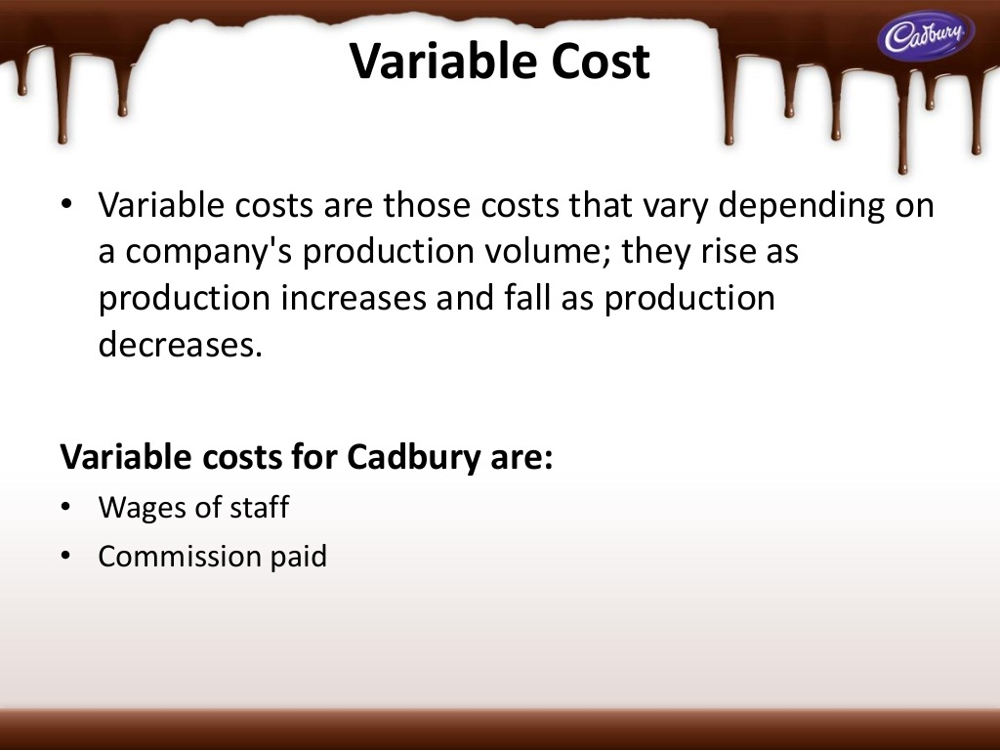 Cadbury
Variable Cost
• Variable costs are those costs that vary depending on
a company's production volume; they rise as
production increases and fall as production
decreases.
Variable costs for Cadbury are:
• Wages of staff
• Commission paid